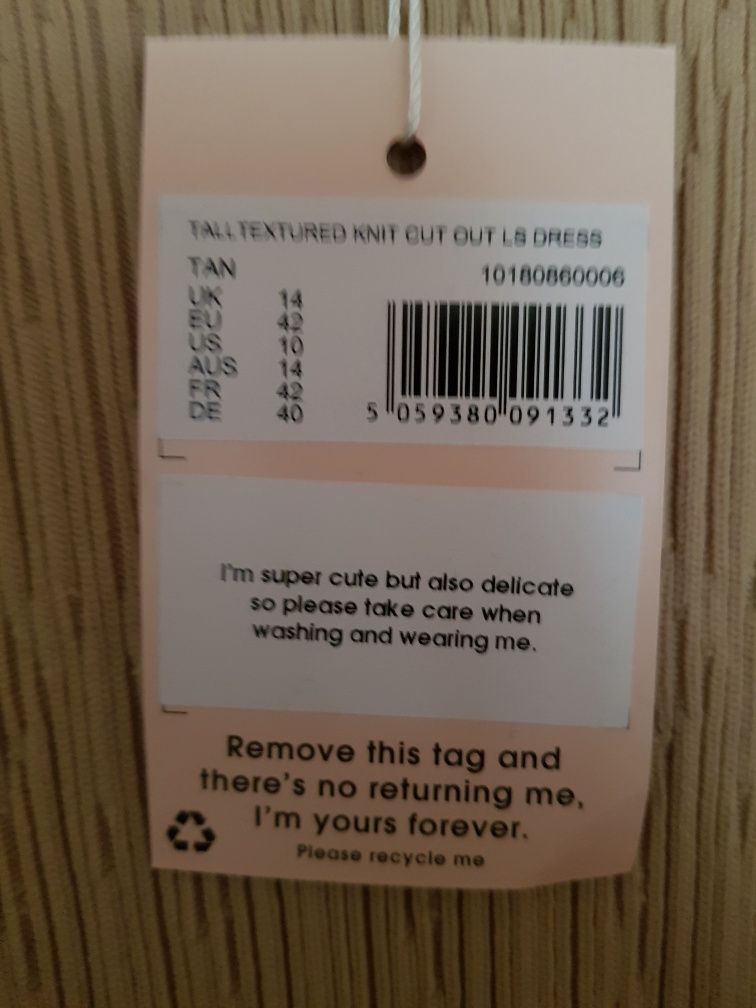 TALL TEXTURED KNIT CUT OUT LS DRESS
TAN
10180860006
UK 14
EU 42
US 10
AUS 14
FR 42
DE 40
5 059380 091332
I'm super cute but also delicate
so please take care when
washing and wearing me.
Remove this tag and
there's no returning me,
I'm yours forever.
Please recycle me